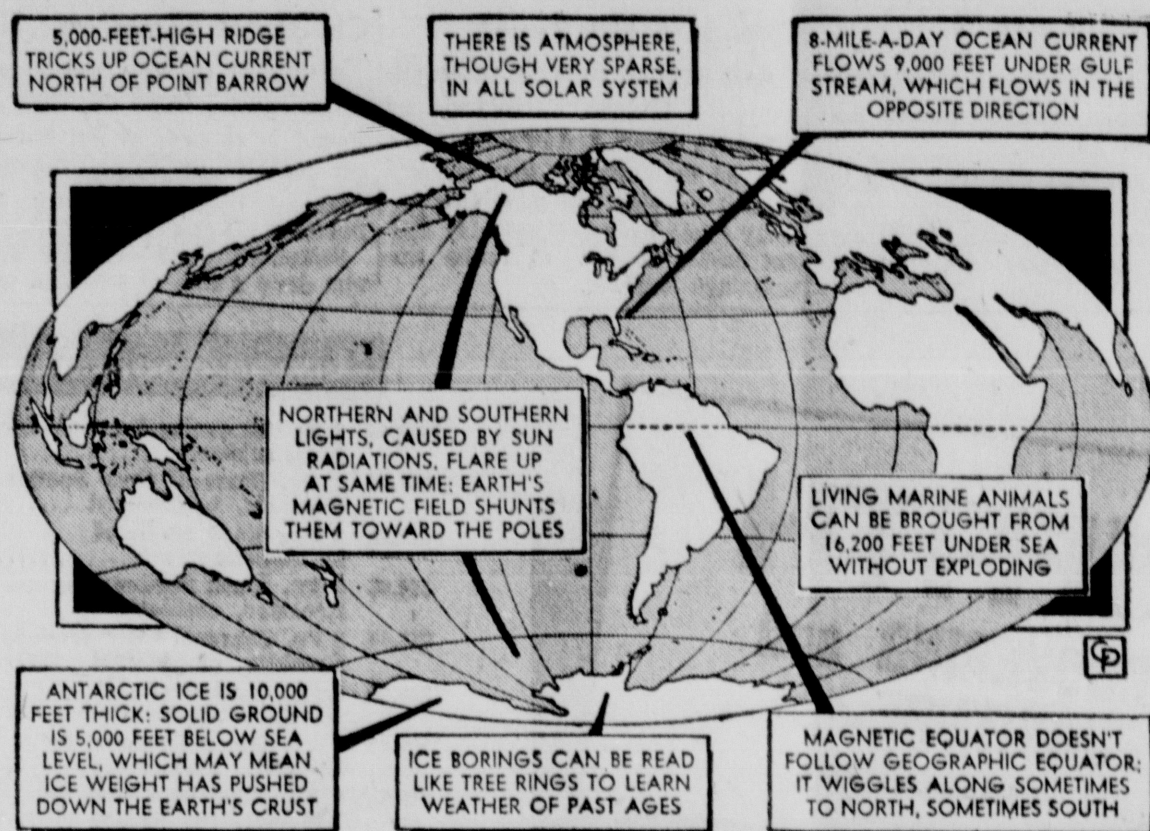 5,000-FEET-HIGH RIDGE
TRICKS UP OCEAN CURRENT
NORTH OF POINT BARROW
THERE IS ATMOSPHERE,
THOUGH VERY SPARSE,
IN ALL SOLAR SYSTEM
8-MILE-A-DAY OCEAN CURRENT
FLOWS 9,000 FEET UNDER GULF
STREAM, WHICH FLOWS IN THE
OPPOSITE DIRECTION
NORTHERN AND SOUTHERN
LIGHTS, CAUSED BY SUN
RADIATIONS, FLARE UP
AT SAME TIME: EARTH'S
MAGNETIC FIELD SHUNTS
THEM TOWARD THE POLES
LIVING MARINE ANIMALS
CAN BE BROUGHT FROM
16,200 FEET UNDER SEA
WITHOUT EXPLODING
CP
ANTARCTIC ICE IS 10,000
FEET THICK: SOLID GROUND
IS 5,000 FEET BELOW SEA
LEVEL, WHICH MAY MEAN
ICE WEIGHT HAS PUSHED
DOWN THE EARTH'S CRUST
ICE BORINGS CAN BE READ
LIKE TREE RINGS TO LEARN
WEATHER OF PAST AGES
MAGNETIC EQUATOR DOESN'T
FOLLOW GEOGRAPHIC EQUATOR;
IT WIGGLES ALONG SOMETIMES
TO NORTH, SOMETIMES SOUTH